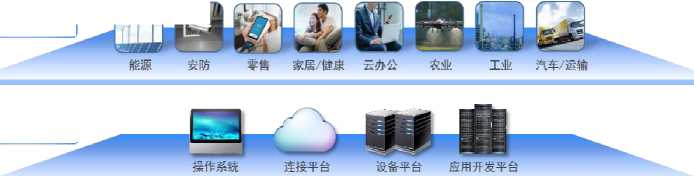 能源 安防 零售 家居/健康 云办公 农业 工业 汽车/运输
操作系统 连接平台 设备平台 应用开发平台